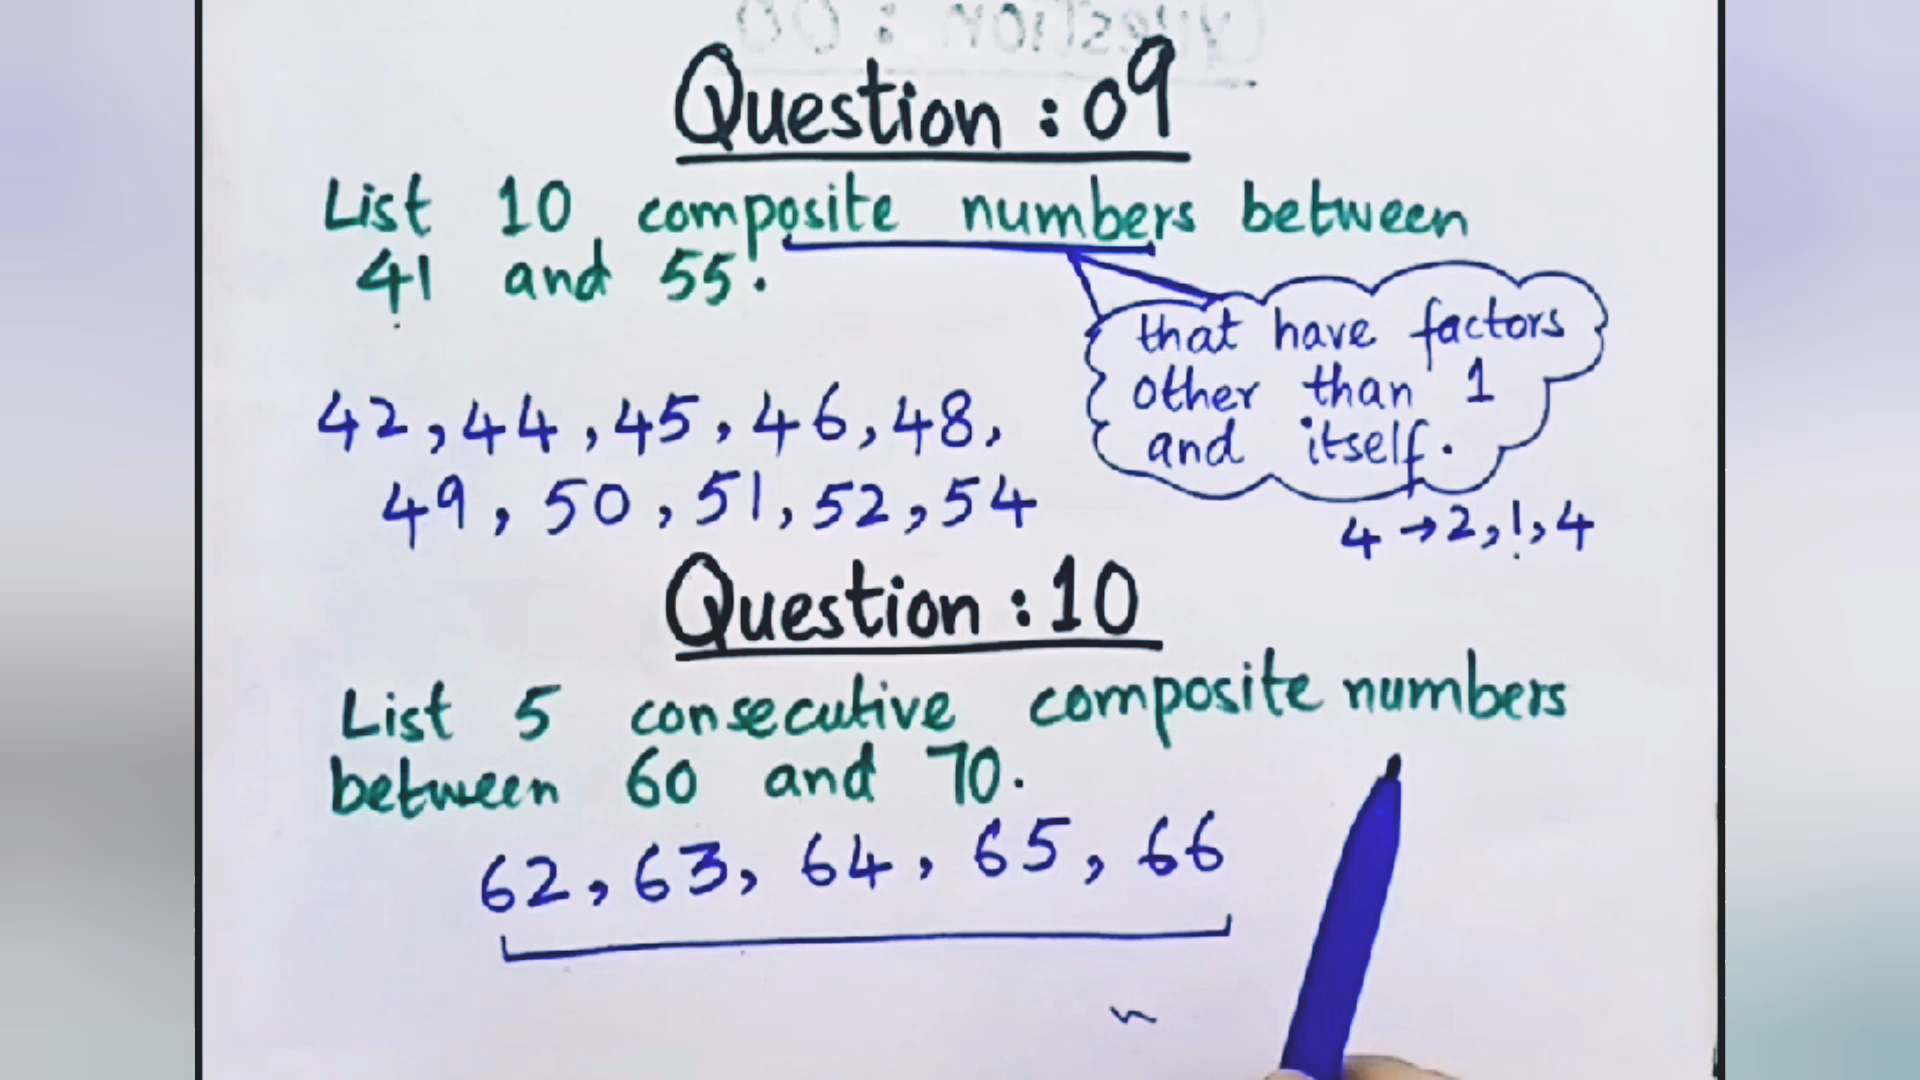 Question : 09
List 10 composite numbers between
41 and 55.
that have factors
other than 1
and itself.
4 → 2, 1, 4
42, 44, 45, 46, 48,
49, 50, 51, 52, 54
Question : 10
List 5 consecutive composite numbers
between 60 and 70.
62, 63, 64, 65, 66